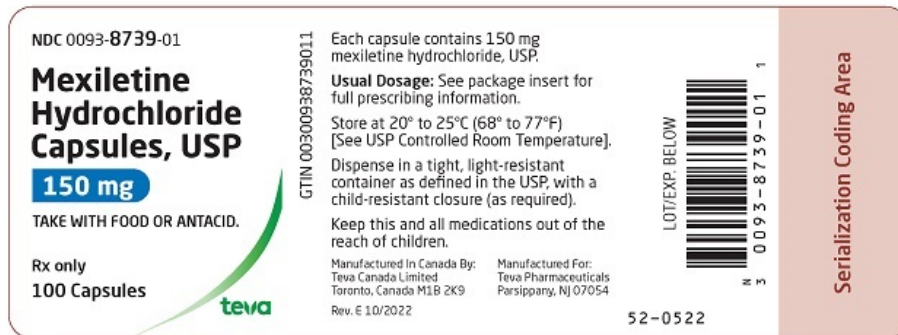 NDC 0093-8739-01
Mexiletine
Hydrochloride
Capsules, USP
150 mg
TAKE WITH FOOD OR ANTACID.
Rx only
100 Capsules
teva
GTIN 00300938739011
Each capsule contains 150 mg
mexiletine hydrochloride, USP.
Usual Dosage: See package insert for
full prescribing information.
Store at 20° to 25°C (68° to 77°F)
[See USP Controlled Room Temperature].
Dispense in a tight, light-resistant
container as defined in the USP, with a
child-resistant closure (as required).
Keep this and all medications out of the
reach of children.
Manufactured In Canada By:
Teva Canada Limited
Toronto, Canada M1B 2K9
Manufactured For:
Teva Pharmaceuticals
Parsippany, NJ 07054
Rev. E 10/2022
52-0522
LOT/EXP. BELOW
N 3 0093-8739-01 1
Serialization Coding Area